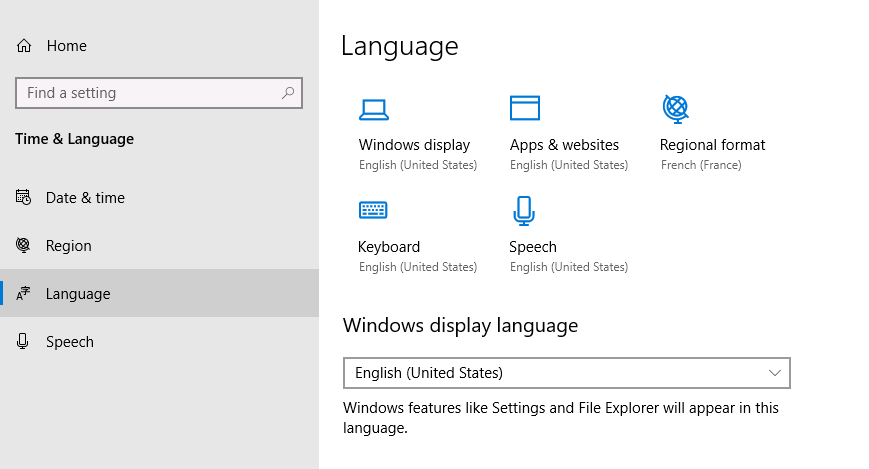 Home
Find a setting
Time & Language
Date & time
Region
Language
Speech
Language
Windows display
English (United States)
Apps & websites
English (United States)
Regional format
French (France)
Keyboard
English (United States)
Speech
English (United States)
Windows display language
English (United States)
Windows features like Settings and File Explorer will appear in this
language.